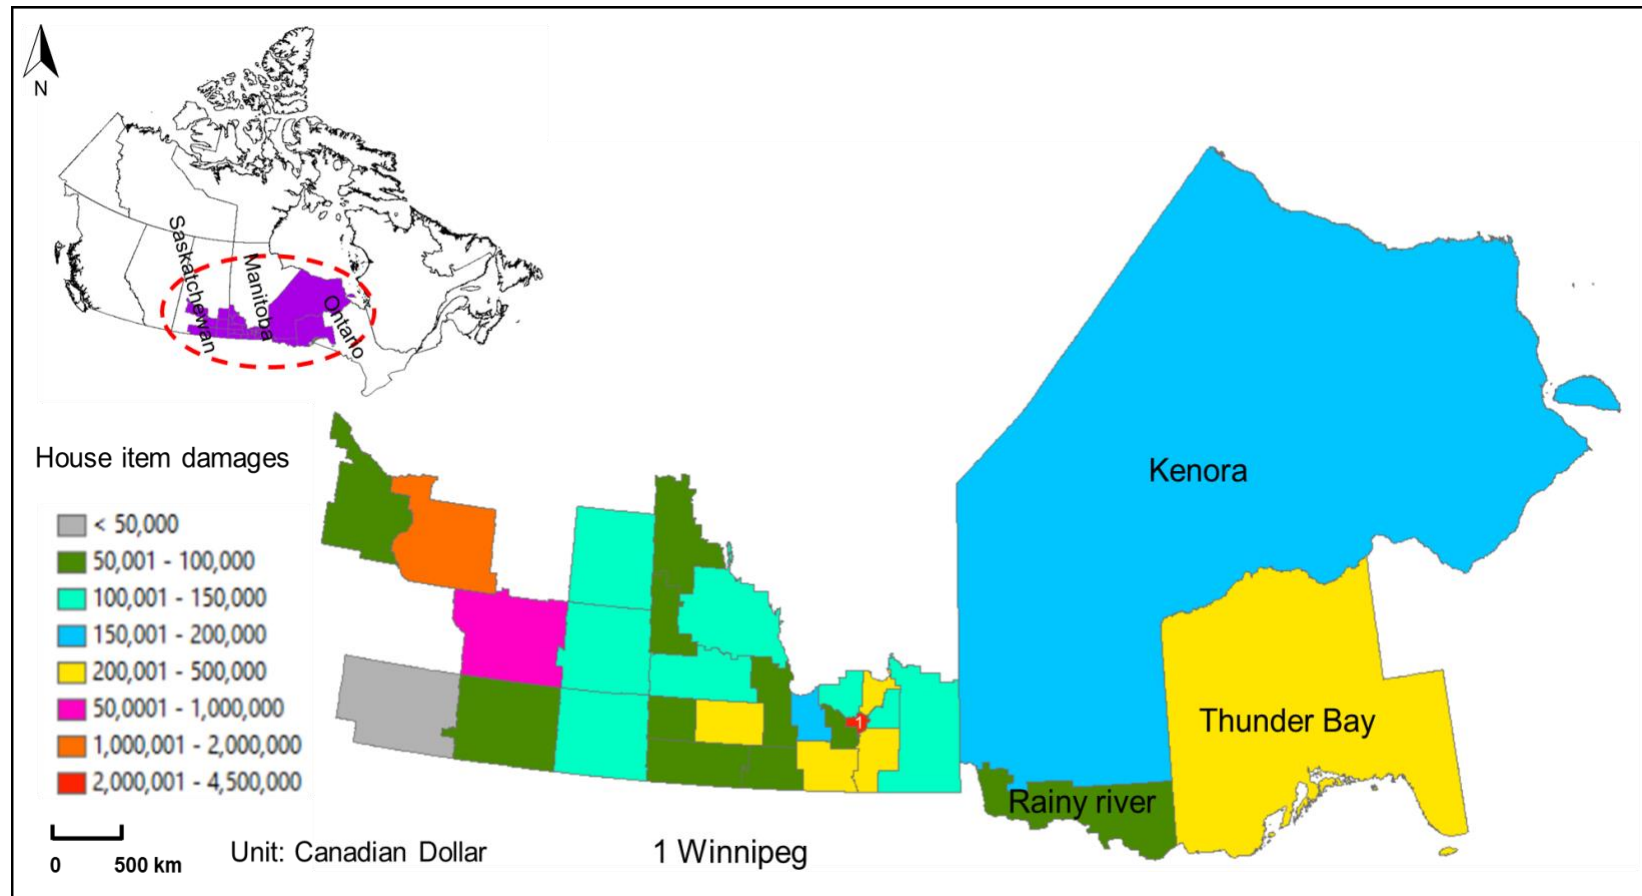 N
Saskatchewan
Manitoba
Ontario
House item damages
< 50,000
50,001 - 100,000
100,001 - 150,000
150,001 - 200,000
200,001 - 500,000
50,0001 - 1,000,000
1,000,001 - 2,000,000
2,000,001 - 4,500,000
Kenora
Thunder Bay
Rainy river
1
0 500 km
Unit: Canadian Dollar
1 Winnipeg